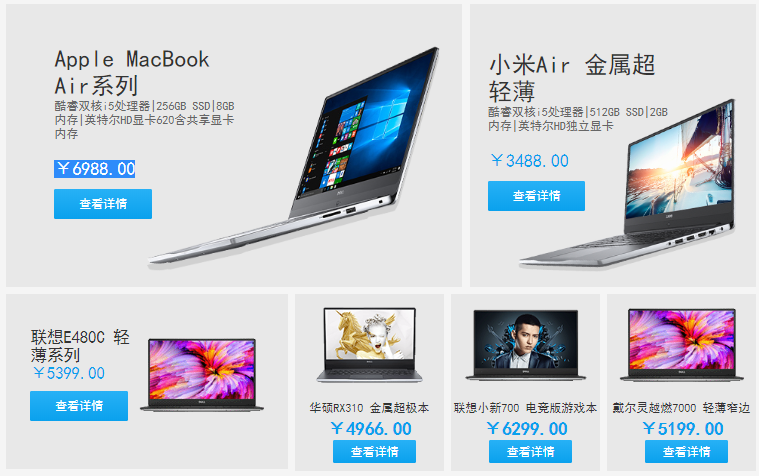 Apple MacBook
Air系列
酷睿双核i5处理器|256GB SSD|8GB
内存|英特尔HD显卡620含共享显卡
内存
￥6988.00
查看详情
小米Air 金属超
轻薄
酷睿双核i5处理器|512GB SSD|2GB
内存|英特尔HD独立显卡
￥3488.00
查看详情
联想E480C 轻
薄系列
￥5399.00
查看详情
华硕RX310 金属超极本
￥4966.00
查看详情
联想小新700 电竞版游戏本
￥6299.00
查看详情
戴尔灵越燃7000 轻薄窄边
￥5199.00
查看详情